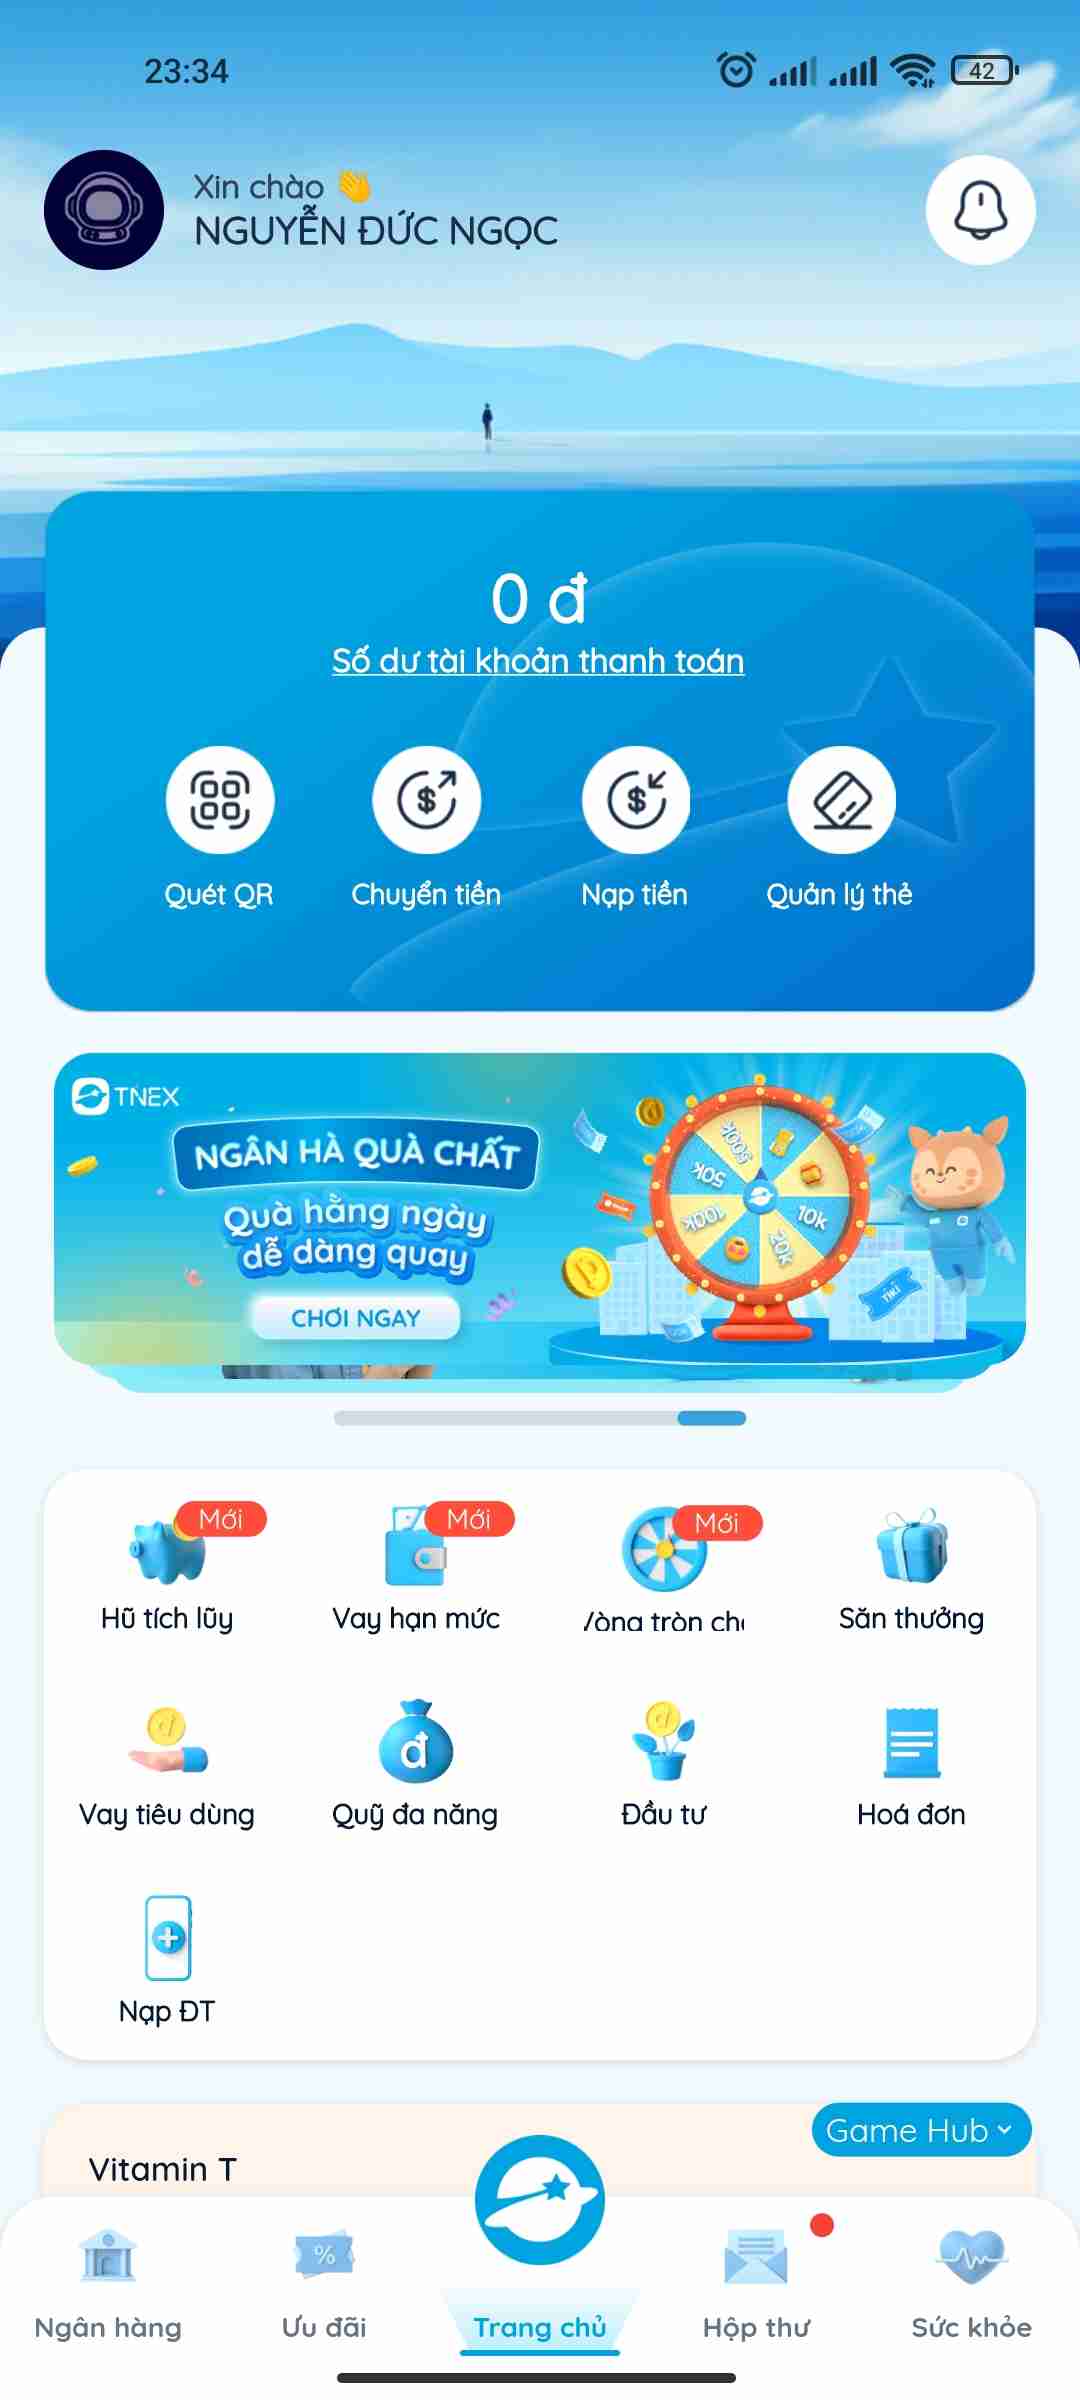 23:34
42
Xin chào 👋
NGUYỄN ĐỨC NGỌC
0 đ
Số dư tài khoản thanh toán
Quét QR
Chuyển tiền
Nạp tiền
Quản lý thẻ
TNEX
NGÂN HÀ QUÀ CHẤT
Quà hằng ngày
dễ dàng quay
CHƠI NGAY
500k
50k
100k
20k
10k
Mới
Mới
Mới
Hũ tích lũy
Vay hạn mức
Vòng tròn ch
Săn thưởng
Vay tiêu dùng
Quỹ đa năng
Đầu tư
Hoá đơn
Nạp ĐT
Game Hub
Vitamin T
Ngân hàng
Ưu đãi
Trang chủ
Hộp thư
Sức khỏe